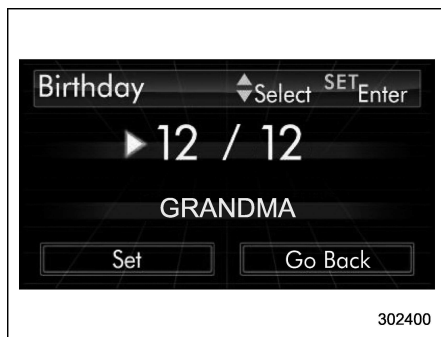 Birthday Select SET Enter
12 / 12
GRANDMA
Set Go Back
302400